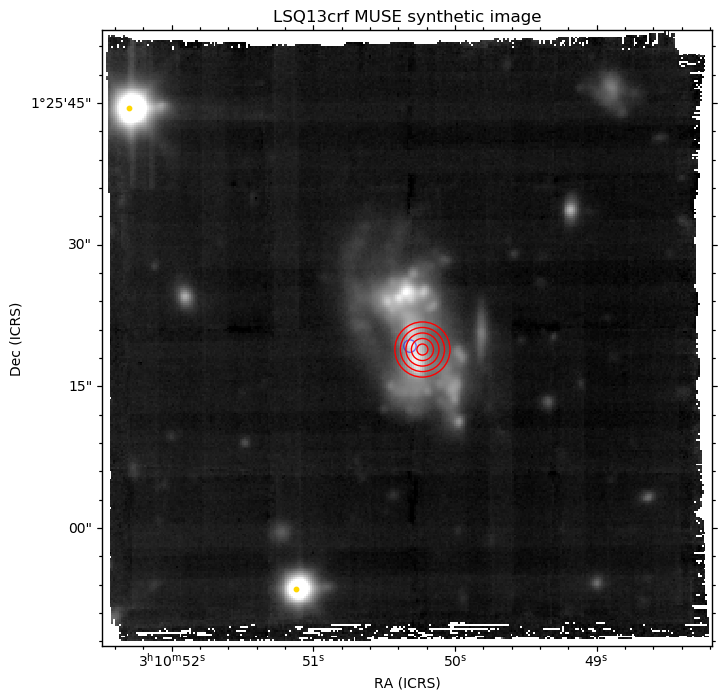 LSQ13crf MUSE synthetic image
1°25'45"
30"
15"
00"
3ʰ10ᵐ52ˢ 51ˢ 50ˢ 49ˢ
Dec (ICRS)
RA (ICRS)